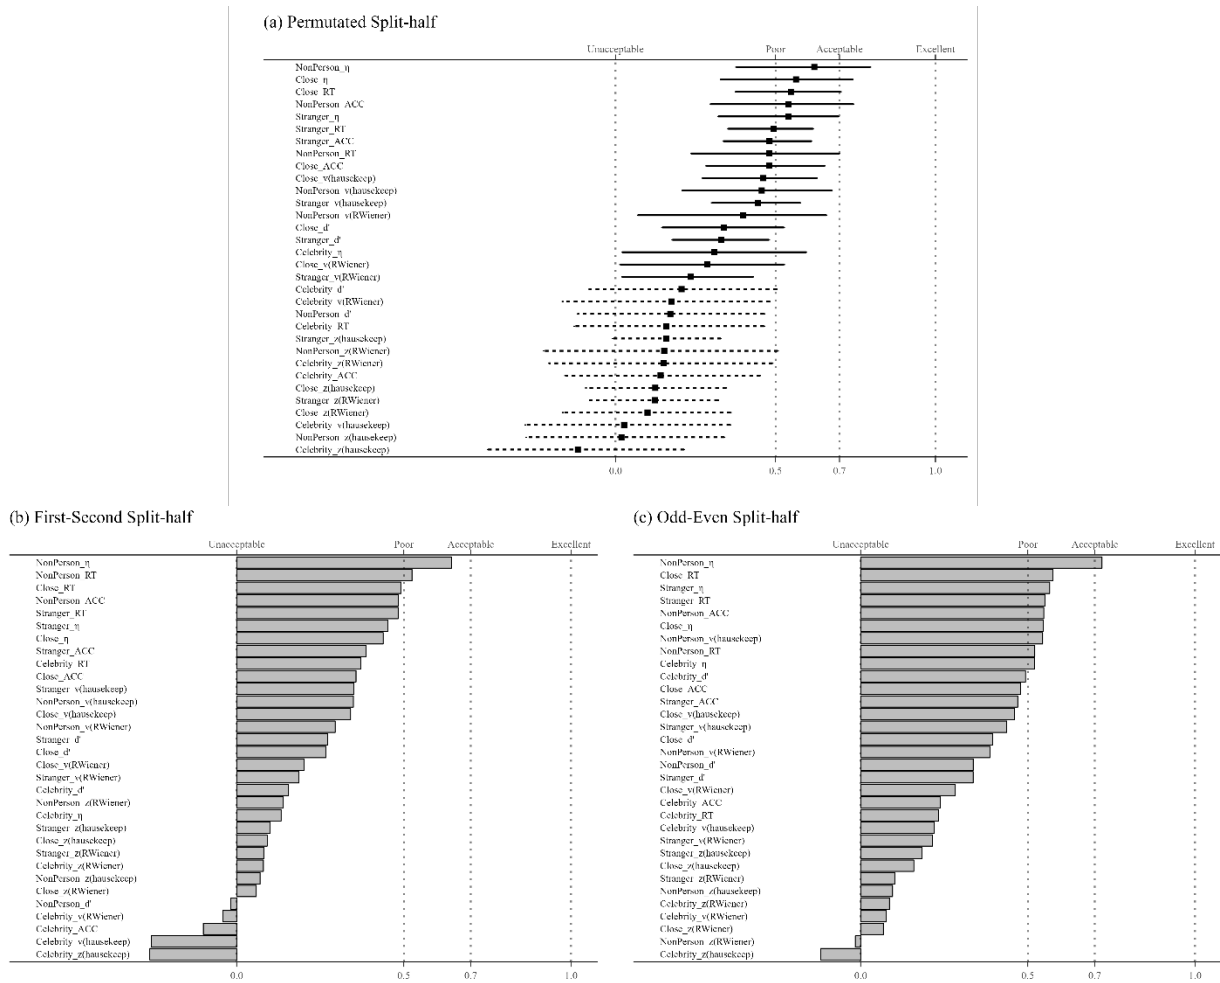 (a) Permutated Split-half
Unacceptable Poor Acceptable Excellent
NonPerson_η
Close_η
Close_RT
NonPerson_ACC
Stranger_η
Stranger_RT
Stranger_ACC
NonPerson_RT
Close_ACC
Close_v(hausekeep)
NonPerson_v(hausekeep)
Stranger_v(hausekeep)
NonPerson_v(RWiener)
Close_d'
Stranger_d'
Celebrity_η
Close_v(RWiener)
Stranger_v(RWiener)
Celebrity_d'
Celebrity_v(RWiener)
NonPerson_d'
Celebrity_RT
Stranger_z(hausekeep)
NonPerson_z(RWiener)
Celebrity_z(RWiener)
Celebrity_ACC
Close_z(hausekeep)
Stranger_z(RWiener)
Close_z(RWiener)
Celebrity_v(hausekeep)
NonPerson_z(hausekeep)
Celebrity_z(hausekeep)
0.0 0.5 0.7 1.0
(b) First-Second Split-half
Unacceptable Poor Acceptable Excellent
NonPerson_η
NonPerson_RT
Close_RT
NonPerson_ACC
Stranger_RT
Stranger_η
Close_η
Stranger_ACC
Celebrity_RT
Close_ACC
Stranger_v(hausekeep)
NonPerson_v(hausekeep)
Close_v(hausekeep)
NonPerson_v(RWiener)
Stranger_d'
Close_d'
Close_v(RWiener)
Stranger_v(RWiener)
Celebrity_d'
NonPerson_z(RWiener)
Celebrity_η
Stranger_z(hausekeep)
Close_z(hausekeep)
Stranger_z(RWiener)
Celebrity_z(RWiener)
NonPerson_z(hausekeep)
Close_z(RWiener)
NonPerson_d'
Celebrity_v(RWiener)
Celebrity_ACC
Celebrity_v(hausekeep)
Celebrity_z(hausekeep)
0.0 0.5 0.7 1.0
(c) Odd-Even Split-half
Unacceptable Poor Acceptable Excellent
NonPerson_η
Close_RT
Stranger_η
Stranger_RT
NonPerson_ACC
Close_η
NonPerson_v(hausekeep)
NonPerson_RT
Celebrity_η
Celebrity_d'
Close_ACC
Stranger_ACC
Close_v(hausekeep)
Stranger_v(hausekeep)
Close_d'
NonPerson_v(RWiener)
NonPerson_d'
Stranger_d'
Close_v(RWiener)
Celebrity_ACC
Celebrity_RT
Celebrity_v(hausekeep)
Stranger_v(RWiener)
Stranger_z(hausekeep)
Close_z(hausekeep)
Stranger_z(RWiener)
NonPerson_z(hausekeep)
Celebrity_z(RWiener)
Celebrity_v(RWiener)
Close_z(RWiener)
NonPerson_z(RWiener)
Celebrity_z(hausekeep)
0.0 0.5 0.7 1.0